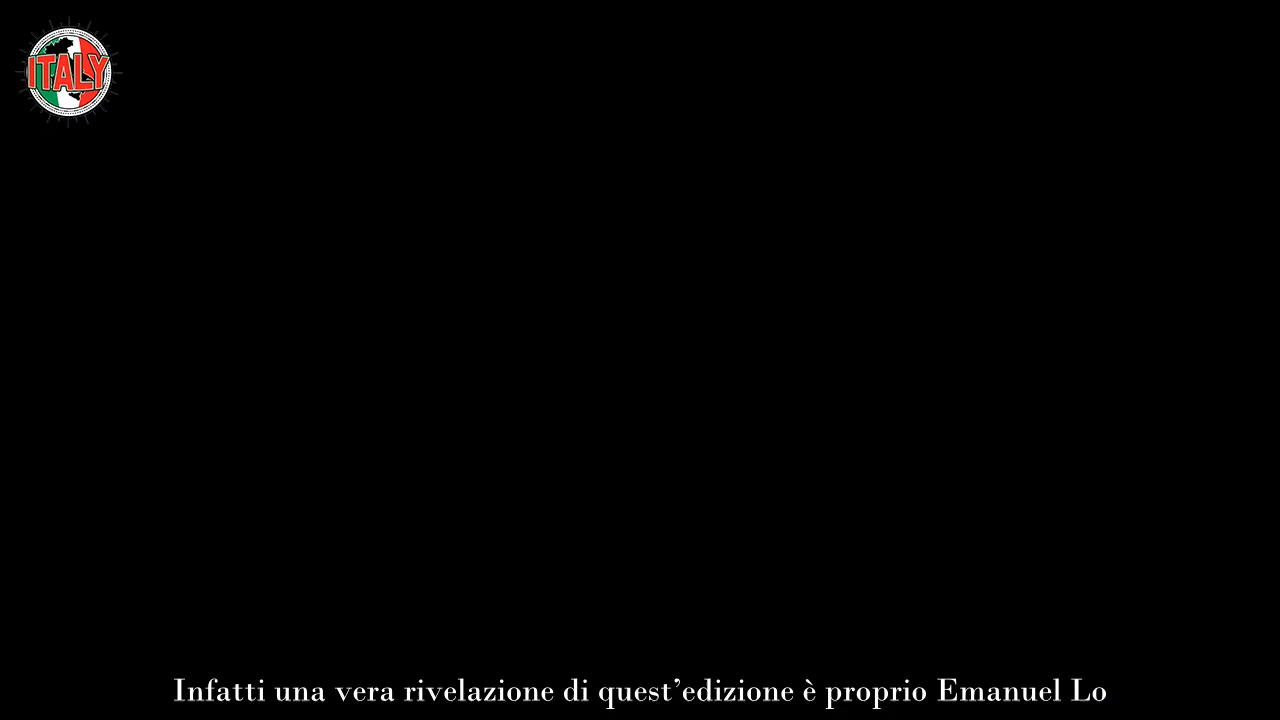 ITALY
Infatti una vera rivelazione di quest’edizione è proprio Emanuel Lo